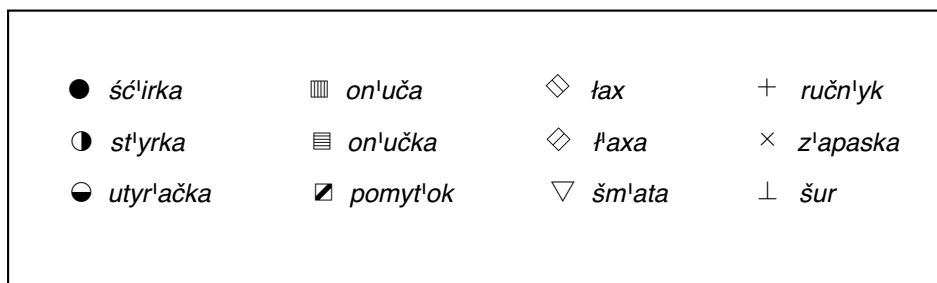 śćˈirka onˈuča łax ručnˈyk
stˈyrka onˈučka łˈaxa zˈapaska
utyrˈačka pomytˈok šmˈata šur